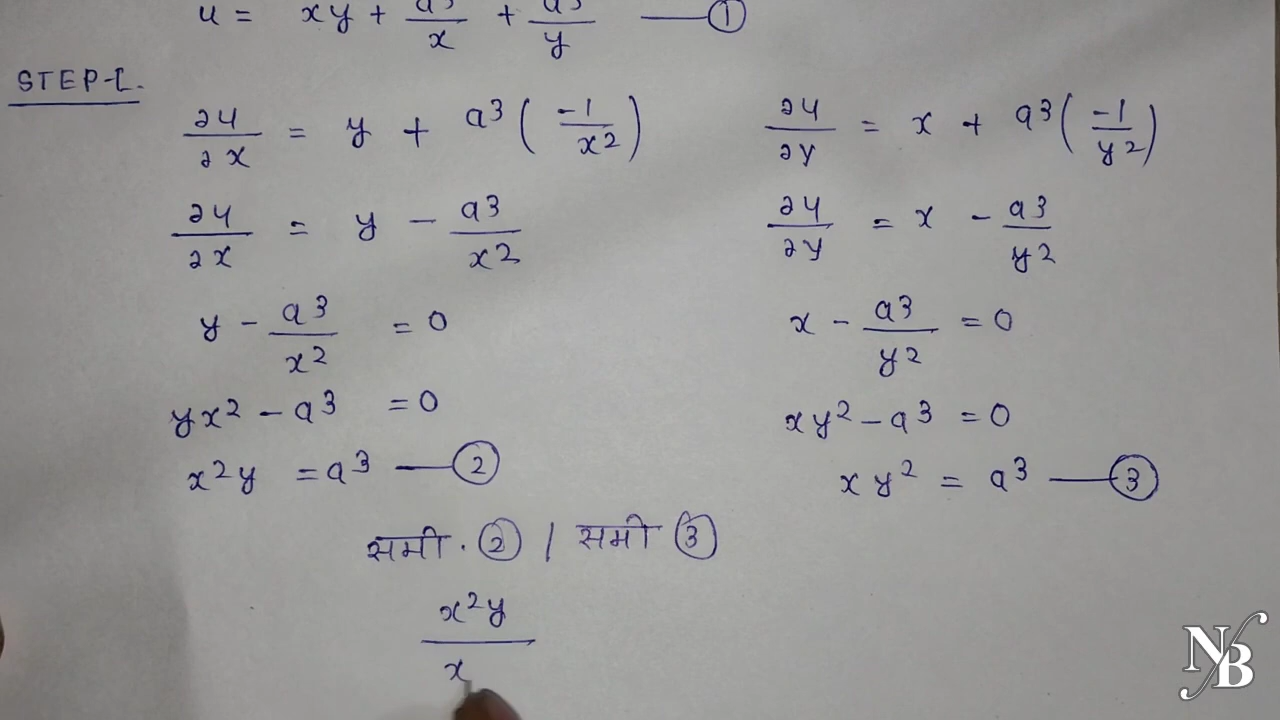 u = xy + a3/x + a3/y —— ①
STEP-I.
∂u/∂x = y + a³(-1/x²)
∂u/∂y = x + a³(-1/y²)
∂u/∂x = y - a³/x²
∂u/∂y = x - a³/y²
y - a³/x² = 0
x - a³/y² = 0
yx² - a³ = 0
xy² - a³ = 0
x²y = a³ —— ②
xy² = a³ —— ③
समी. ② / समी ③
x²y
x
NB